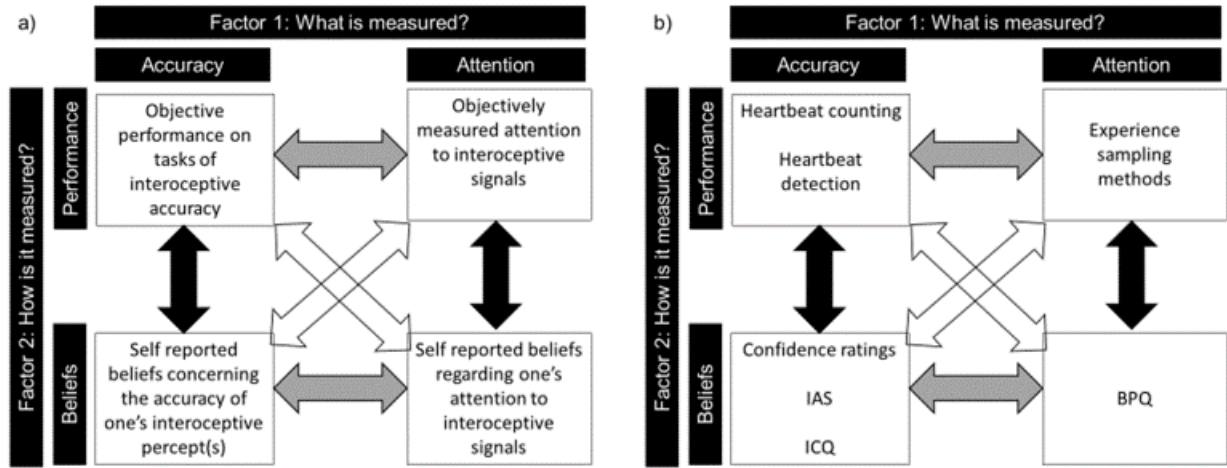 a)
Factor 1: What is measured?
Accuracy
Attention
Factor 2: How is it measured?
Performance
Objective
performance on
tasks of
interoceptive
accuracy
Objectively
measured attention
to interoceptive
signals
Beliefs
Self reported
beliefs concerning
the accuracy of
one's interoceptive
percept(s)
Self reported beliefs
regarding one's
attention to
interoceptive
signals
b)
Factor 1: What is measured?
Accuracy
Attention
Factor 2: How is it measured?
Performance
Heartbeat counting
Heartbeat
detection
Experience
sampling
methods
Beliefs
Confidence ratings
IAS
ICQ
BPQ